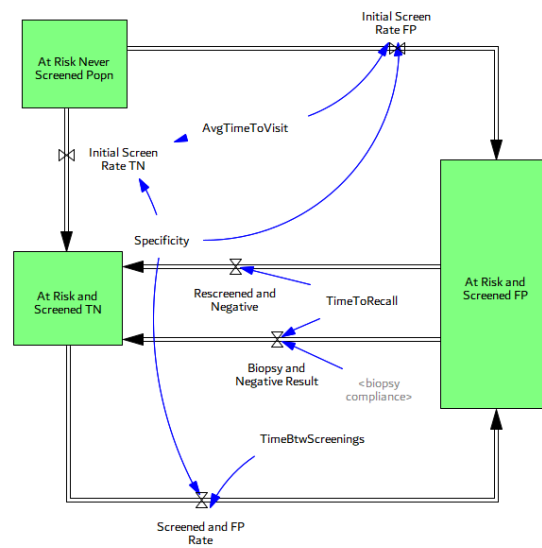 Initial Screen
Rate FP
At Risk Never
Screened Popn
AvgTimeToVisit
Initial Screen
Rate TN
Specificity
At Risk and
Screened TN
At Risk and
Screened FP
Rescreened and
Negative
TimeToRecall
Biopsy and
Negative Result
<biopsy
compliance>
TimeBtwScreenings
Screened and FP
Rate